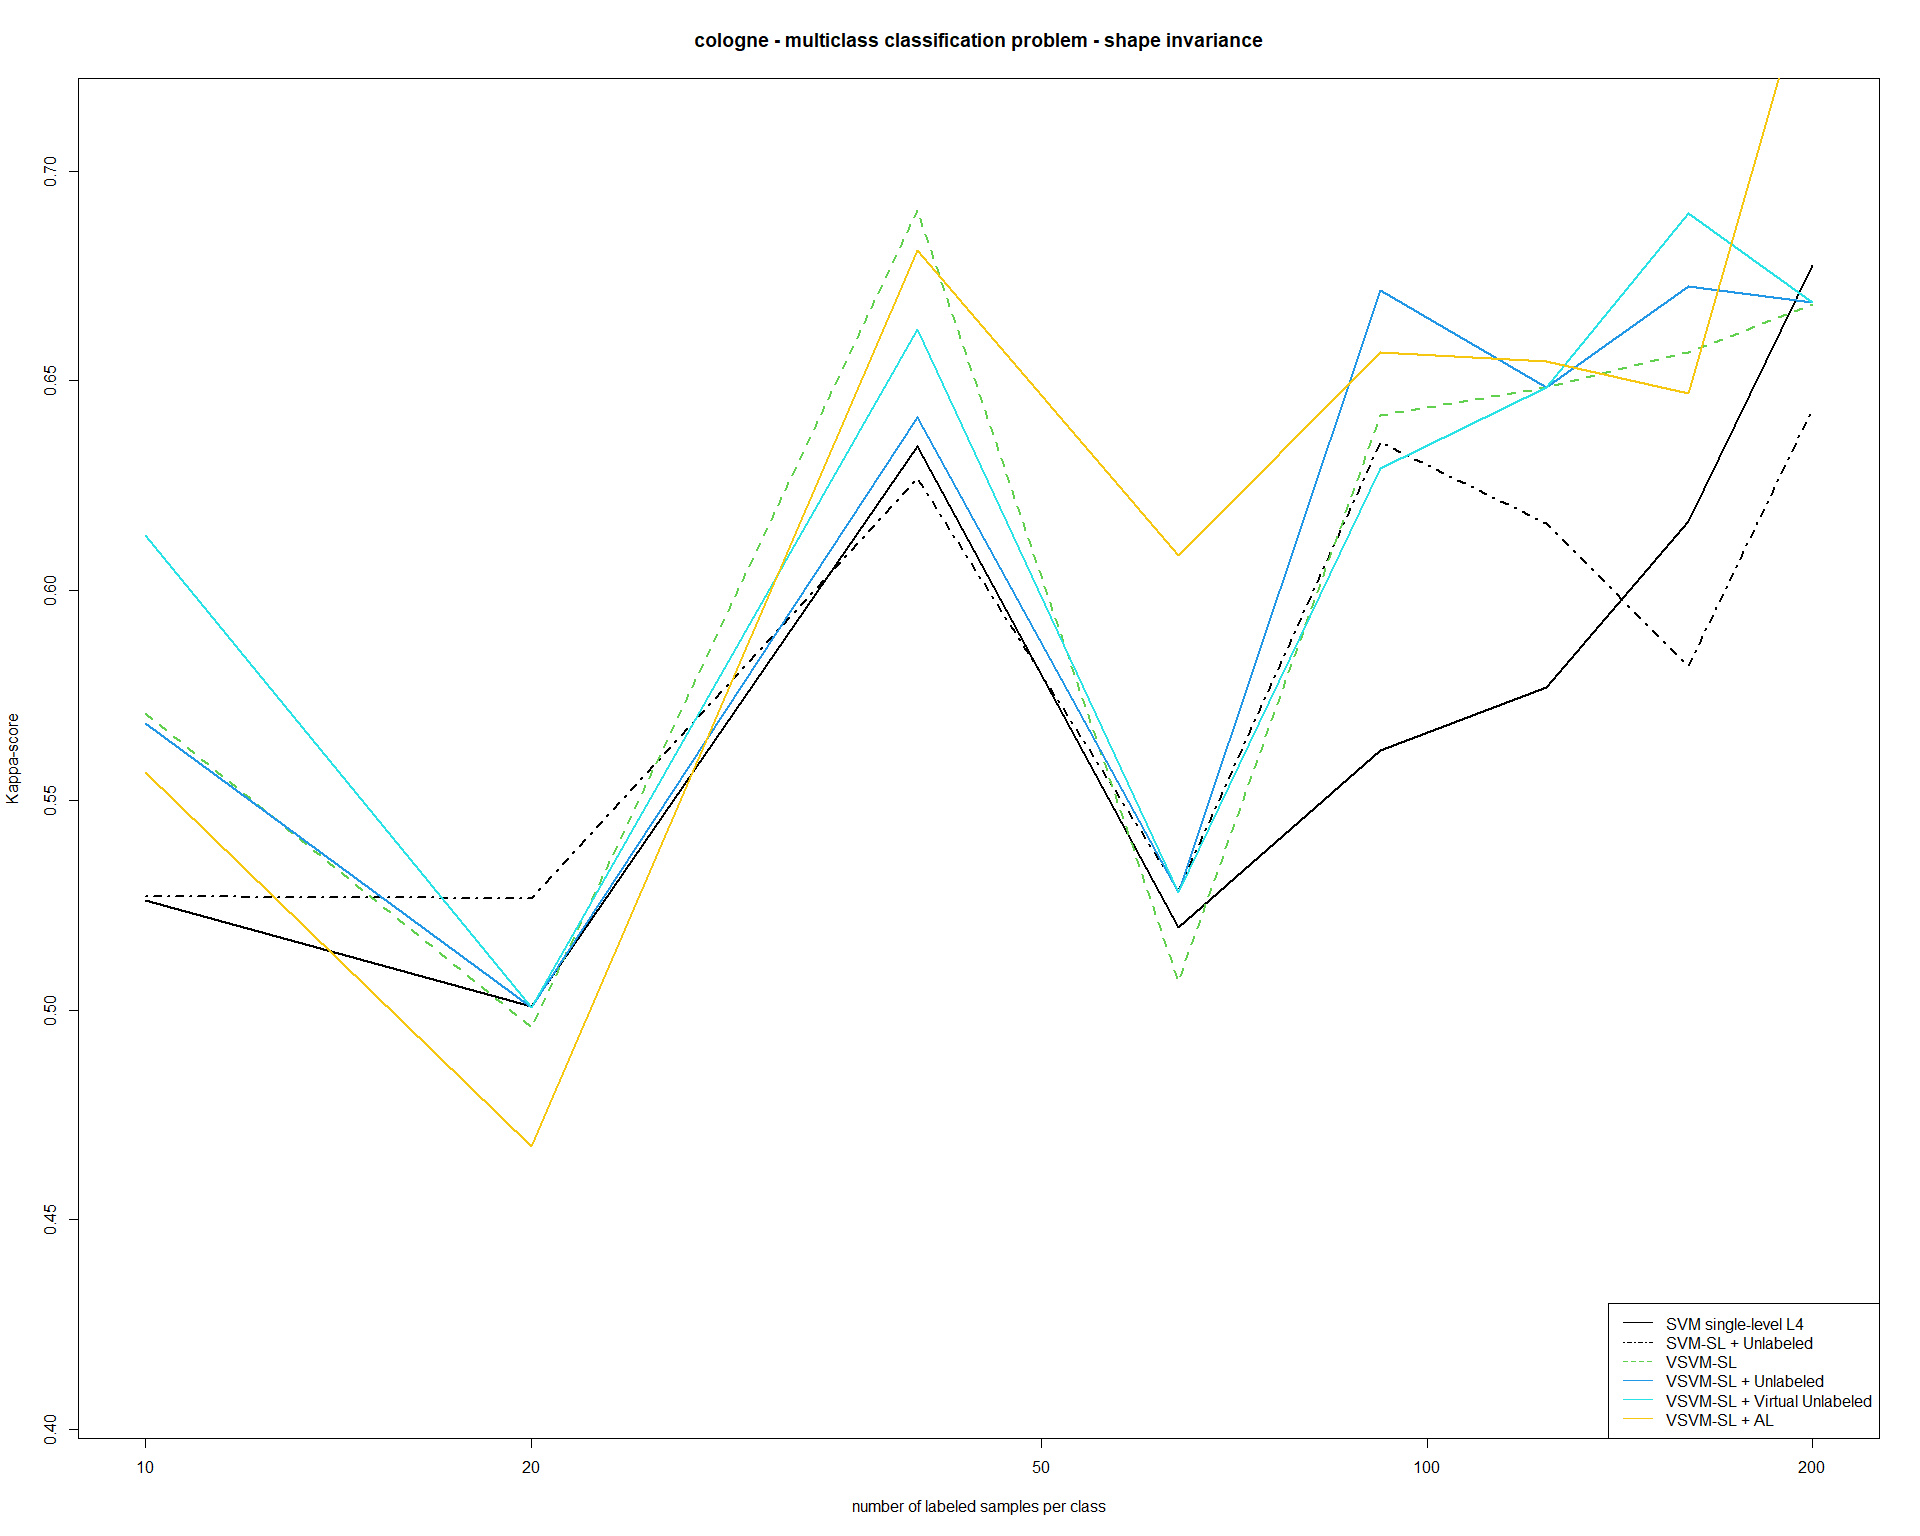 cologne - multiclass classification problem - shape invariance
Kappa-score
0.70
0.65
0.60
0.55
0.50
0.45
0.40
10 20 50 100 200
number of labeled samples per class
SVM single-level L4
SVM-SL + Unlabeled
VSVM-SL
VSVM-SL + Unlabeled
VSVM-SL + Virtual Unlabeled
VSVM-SL + AL